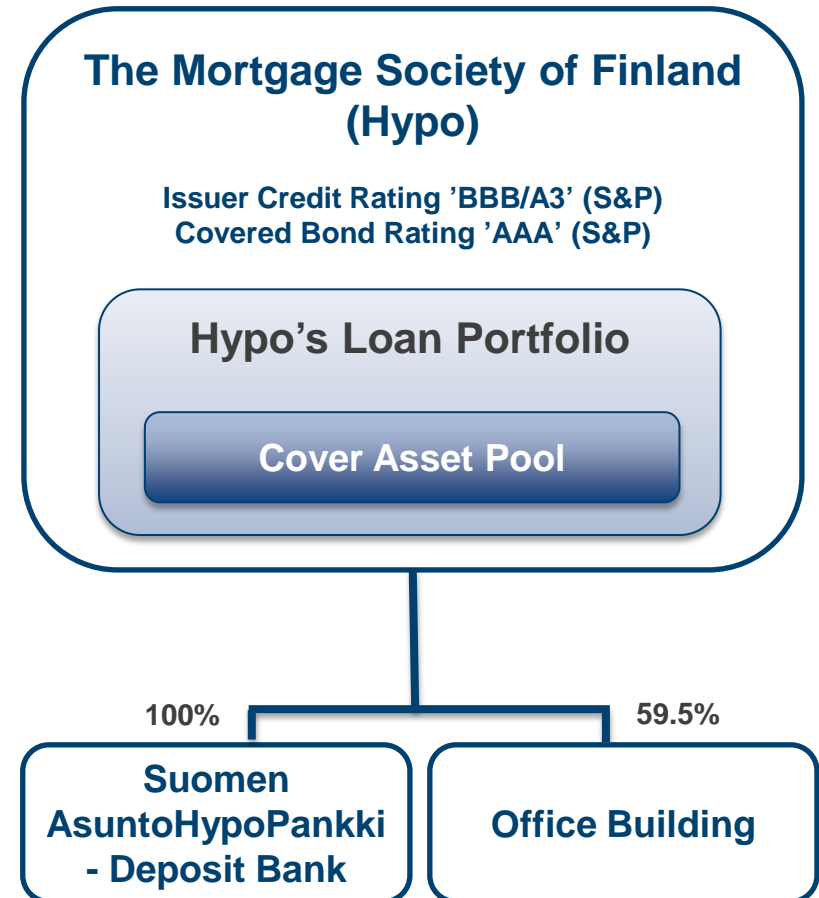 The Mortgage Society of Finland
(Hypo)
Issuer Credit Rating ’BBB/A3’ (S&P)
Covered Bond Rating ’AAA’ (S&P)
Hypo’s Loan Portfolio
Cover Asset Pool
100%
59.5%
Suomen
AsuntoHypoPankki
- Deposit Bank
Office Building